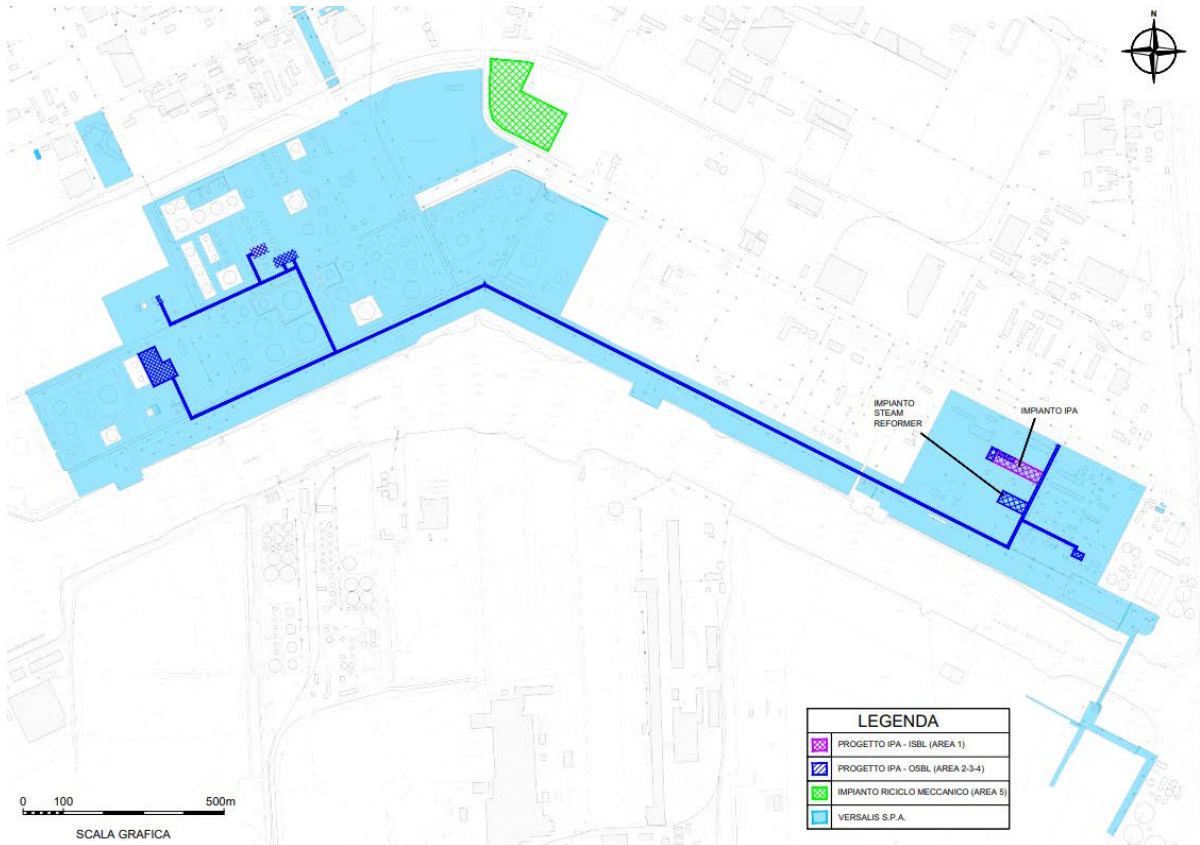 N
IMPIANTO
STEAM
REFORMER
IMPIANTO IPA
LEGENDA
PROGETTO IPA - ISBL (AREA 1)
PROGETTO IPA - OSBL (AREA 2-3-4)
IMPIANTO RICICLO MECCANICO (AREA 5)
VERSALIS S.P.A.
0 100 500m
SCALA GRAFICA